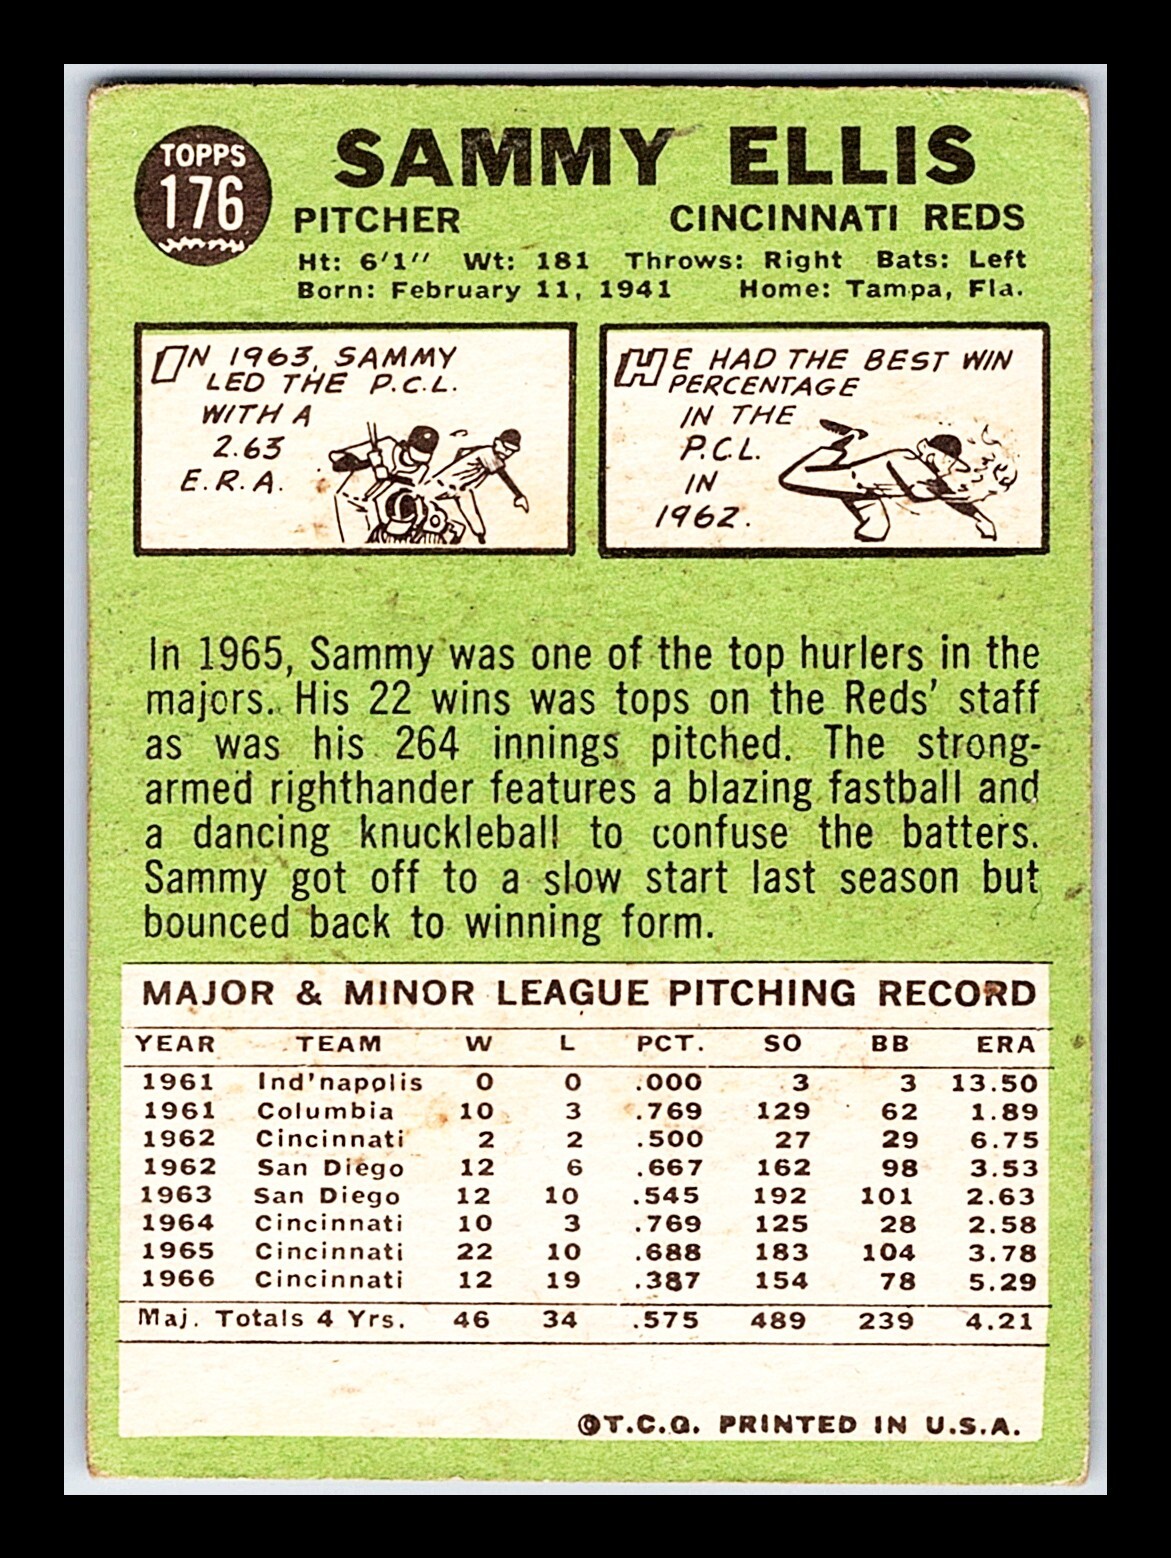 TOPPS
176
SAMMY ELLIS
PITCHER CINCINNATI REDS
Ht: 6'1" Wt: 181 Throws: Right Bats: Left
Born: February 11, 1941 Home: Tampa, Fla.
IN 1963, SAMMY
LED THE P.C.L.
WITH A
2.63
E.R.A.
HE HAD THE BEST WIN
PERCENTAGE
IN THE
P.C.L.
IN
1962.
In 1965, Sammy was one of the top hurlers in the
majors. His 22 wins was tops on the Reds' staff
as was his 264 innings pitched. The strong-
armed righthander features a blazing fastball and
a dancing knuckleball to confuse the batters.
Sammy got off to a slow start last season but
bounced back to winning form.
MAJOR & MINOR LEAGUE PITCHING RECORD
YEAR TEAM W L PCT. SO BB ERA
1961 Ind'napolis 0 0 .000 3 3 13.50
1961 Columbia 10 3 .769 129 62 1.89
1962 Cincinnati 2 2 .500 27 29 6.75
1962 San Diego 12 6 .667 162 98 3.53
1963 San Diego 12 10 .545 192 101 2.63
1964 Cincinnati 10 3 .769 125 28 2.58
1965 Cincinnati 22 10 .688 183 104 3.78
1966 Cincinnati 12 19 .387 154 78 5.29
Maj. Totals 4 Yrs. 46 34 .575 489 239 4.21
©T.C.G. PRINTED IN U.S.A.